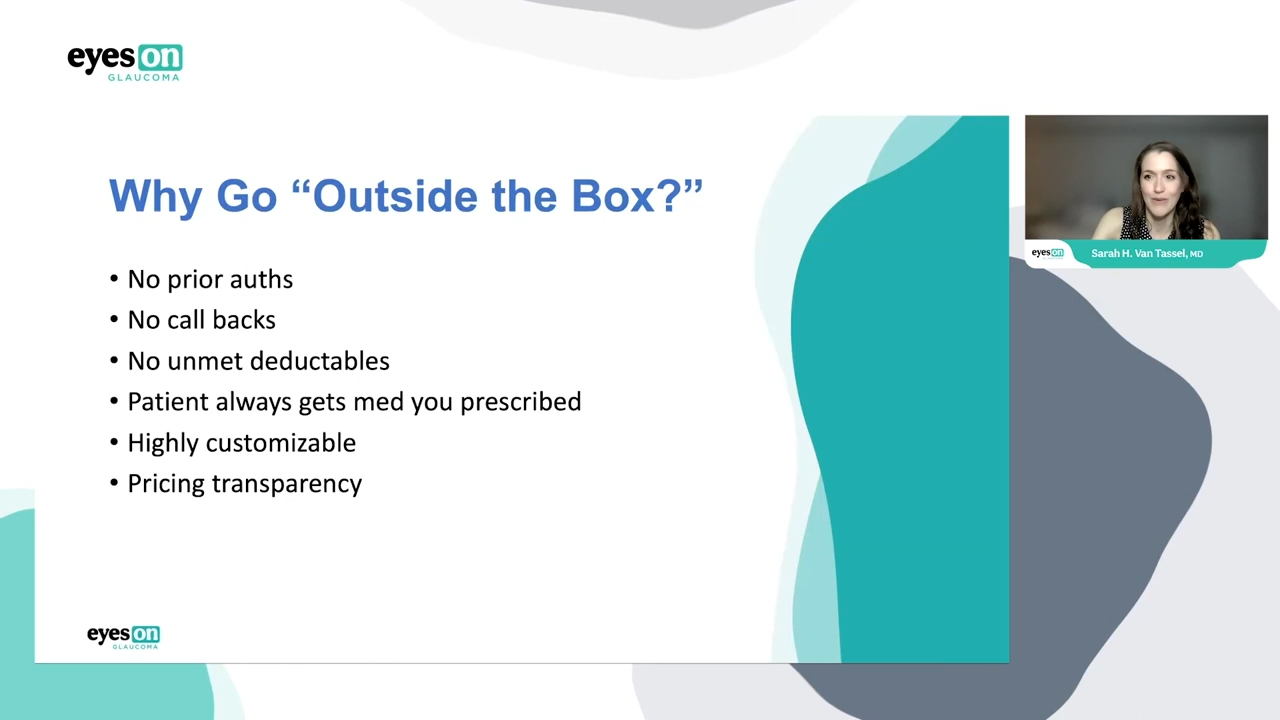 eyes on
GLAUCOMA
Why Go “Outside the Box?”
• No prior auths
• No call backs
• No unmet deductables
• Patient always gets med you prescribed
• Highly customizable
• Pricing transparency
eyes on
GLAUCOMA
eyes on
Sarah H. Van Tassel, MD